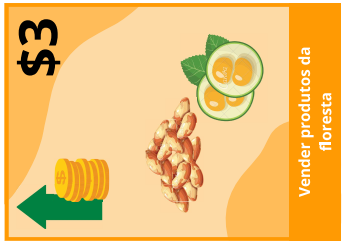 $3
Vender produtos da
floresta
$